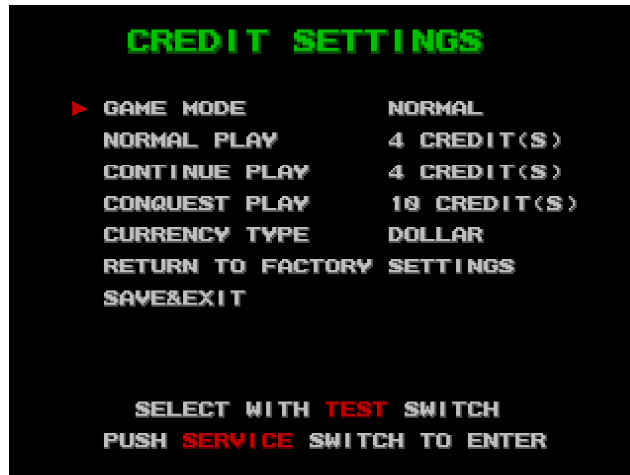 CREDIT SETTINGS
GAME MODE NORMAL
NORMAL PLAY 4 CREDIT(S)
CONTINUE PLAY 4 CREDIT(S)
CONQUEST PLAY 10 CREDIT(S)
CURRENCY TYPE DOLLAR
RETURN TO FACTORY SETTINGS
SAVE&EXIT
SELECT WITH TEST SWITCH
PUSH SERVICE SWITCH TO ENTER